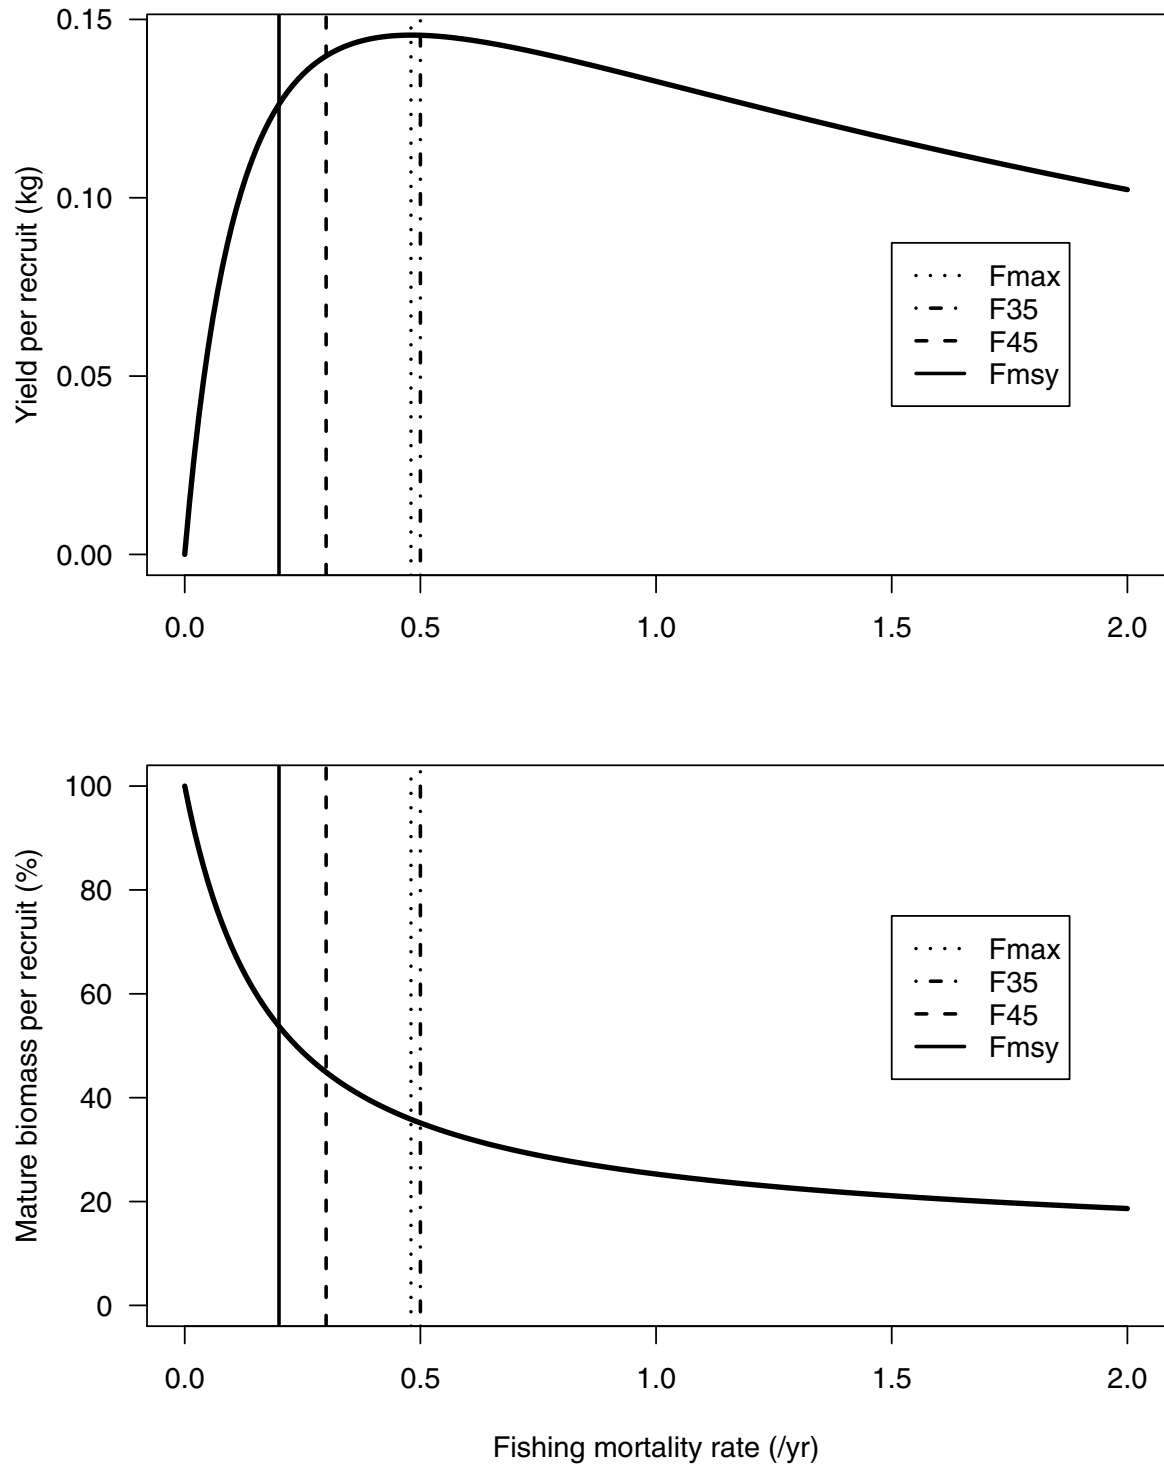 Yield per recruit (kg)
0.15
0.10
0.05
0.00
Fmax
F35
F45
Fmsy
0.0 0.5 1.0 1.5 2.0
Mature biomass per recruit (%)
100
80
60
40
20
0
Fmax
F35
F45
Fmsy
0.0 0.5 1.0 1.5 2.0
Fishing mortality rate (/yr)